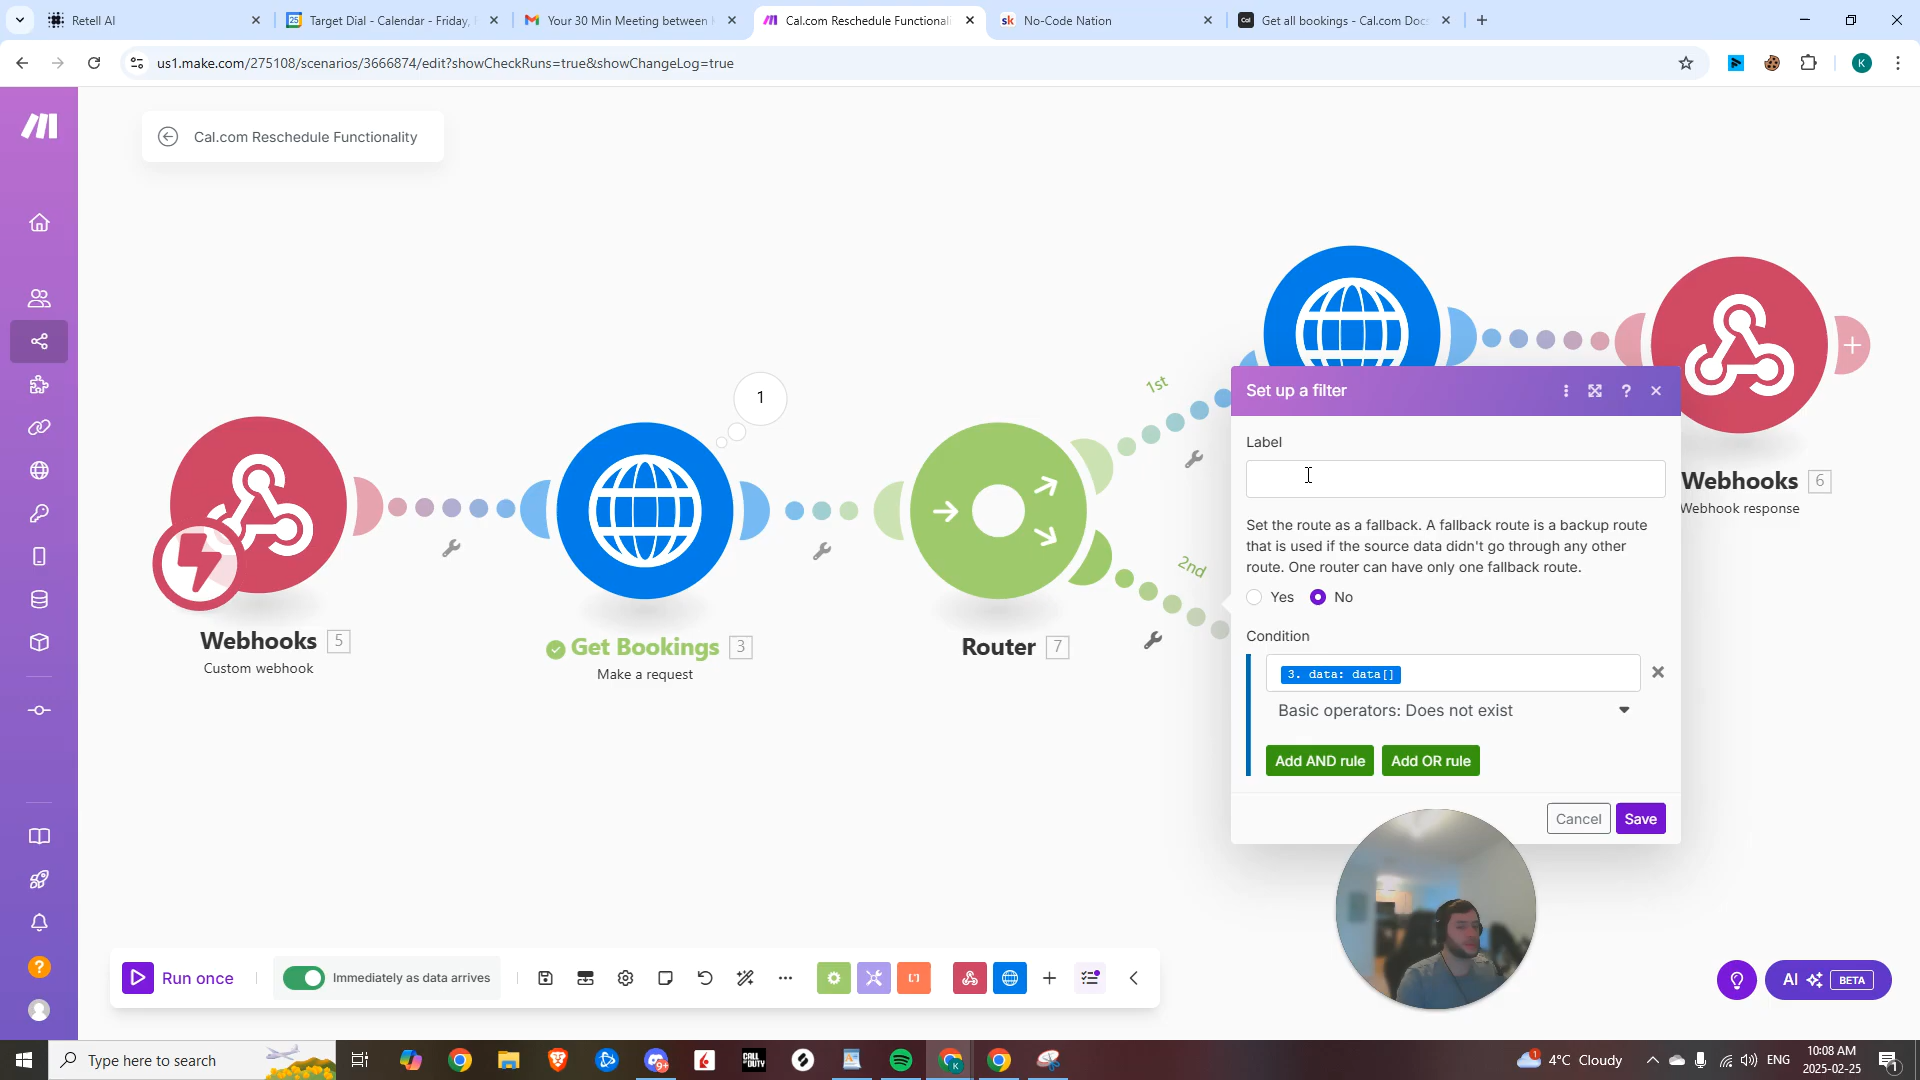 Retell AI
Target Dial - Calendar - Friday,
Your 30 Min Meeting between
Cal.com Reschedule Functionali
No-Code Nation
Get all bookings - Cal.com Docs
us1.make.com/275108/scenarios/3666874/edit?showCheckRuns=true&showChangeLog=true
K
Cal.com Reschedule Functionality
1
1st
2nd
Webhooks 5
Custom webhook
Get Bookings 3
Make a request
Router 7
Webhooks 6
Webhook response
Set up a filter
Label
Set the route as a fallback. A fallback route is a backup route
that is used if the source data didn't go through any other
route. One router can have only one fallback route.
Yes No
Condition
3. data: data[]
Basic operators: Does not exist
Add AND rule Add OR rule
Cancel Save
Run once
Immediately as data arrives
AI BETA
Type here to search
CALL OF DUTY
9+
4°C Cloudy
ENG
10:08 AM
2025-02-25